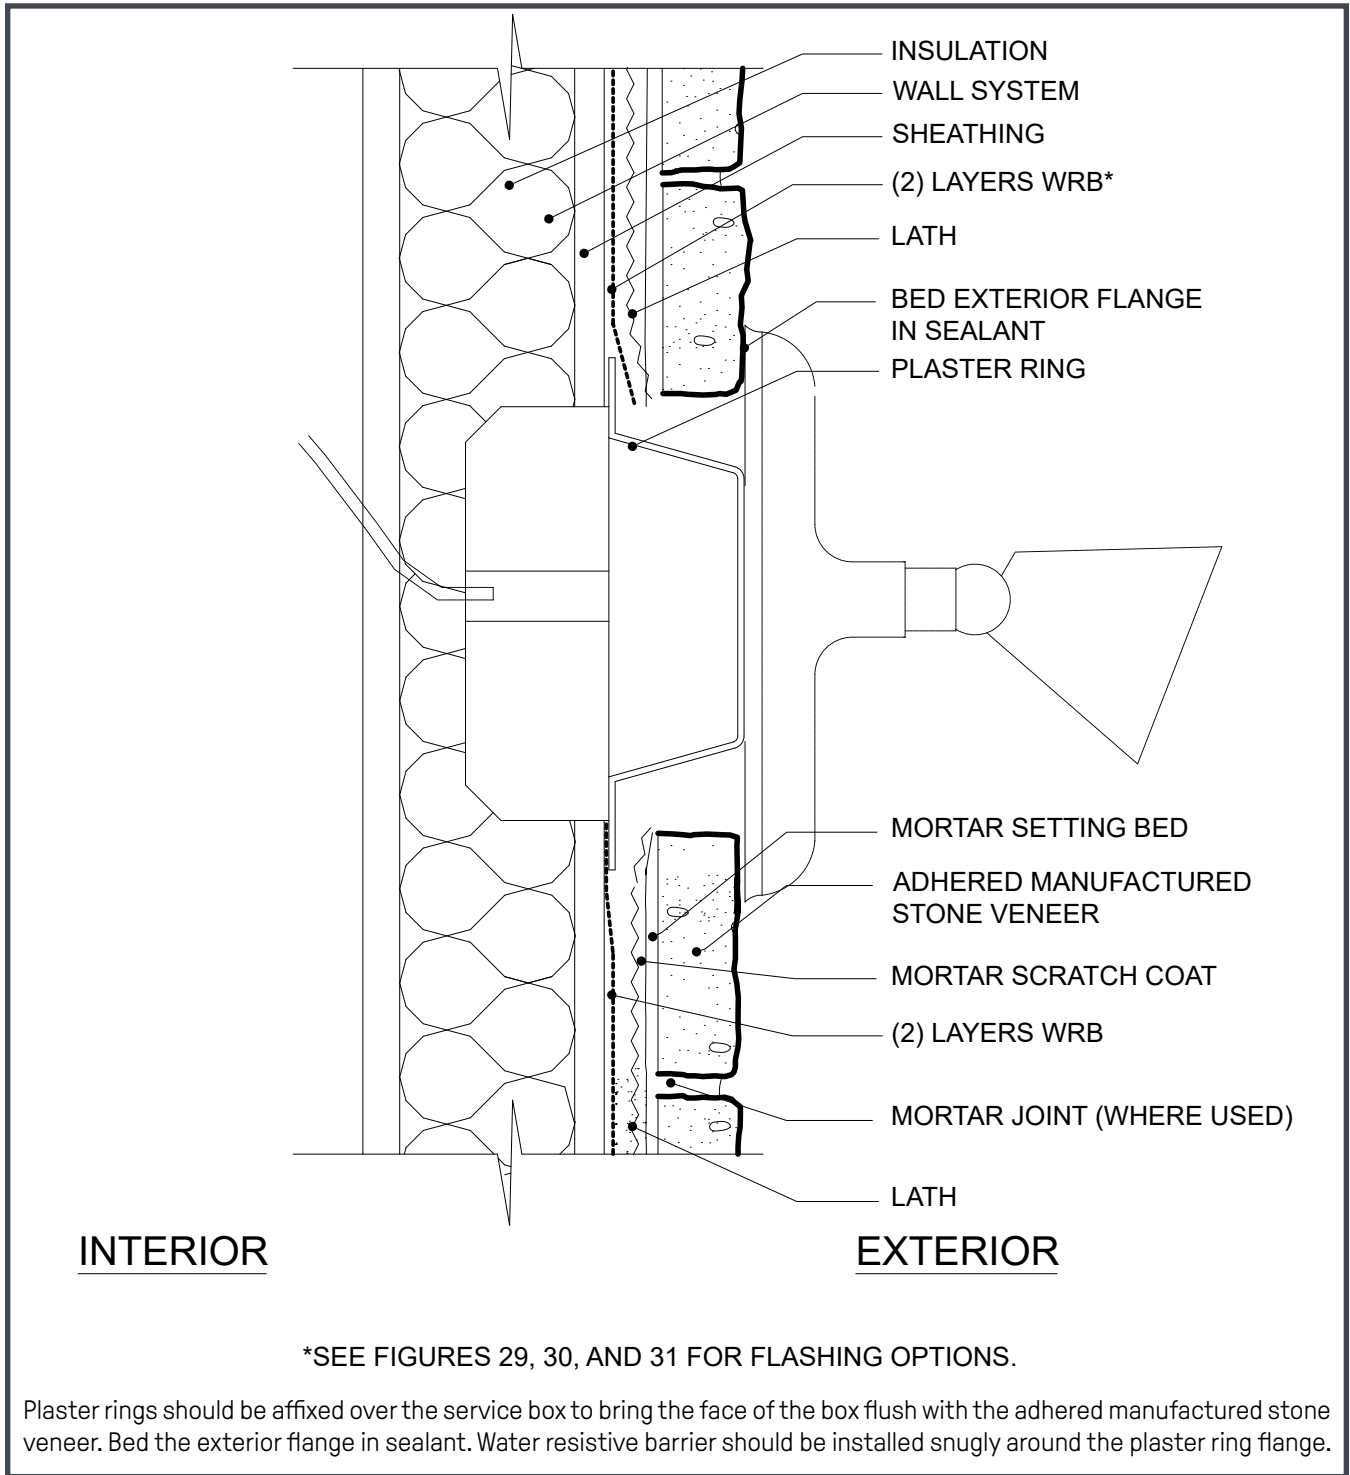 INSULATION
WALL SYSTEM
SHEATHING
(2) LAYERS WRB*
LATH
BED EXTERIOR FLANGE
IN SEALANT
PLASTER RING
MORTAR SETTING BED
ADHERED MANUFACTURED
STONE VENEER
MORTAR SCRATCH COAT
(2) LAYERS WRB
MORTAR JOINT (WHERE USED)
LATH
INTERIOR
EXTERIOR
*SEE FIGURES 29, 30, AND 31 FOR FLASHING OPTIONS.
Plaster rings should be affixed over the service box to bring the face of the box flush with the adhered manufactured stone
veneer. Bed the exterior flange in sealant. Water resistive barrier should be installed snugly around the plaster ring flange.